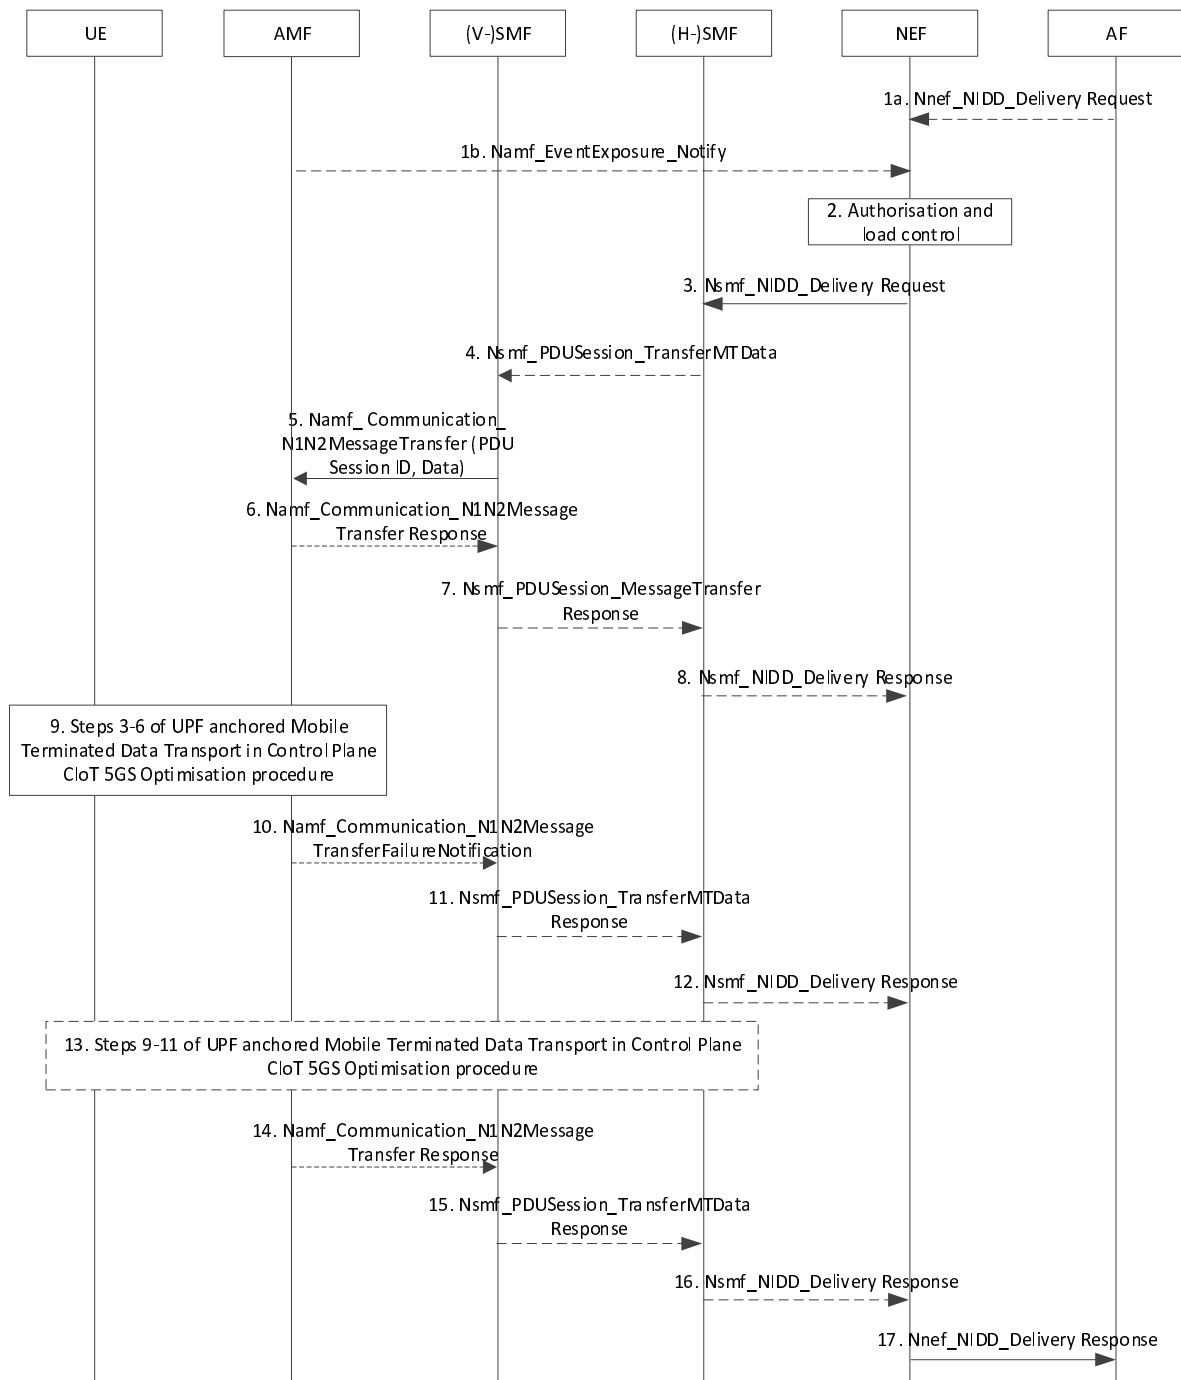 UE
AMF
(V-)SMF
(H-)SMF
NEF
AF
1a. Nnef_NIDD_Delivery Request
1b. Namf_EventExposure_Notify
2. Authorisation and
load control
3. Nsmf_NIDD_Delivery Request
4. Nsmf_PDUSession_TransferMTData
5. Namf_ Communication_
N1N2MessageTransfer (PDU
Session ID, Data)
6. Namf_Communication_N1N2Message
Transfer Response
7. Nsmf_PDUSession_MessageTransfer
Response
8. Nsmf_NIDD_Delivery Response
9. Steps 3-6 of UPF anchored Mobile
Terminated Data Transport in Control Plane
CIoT 5GS Optimisation procedure
10. Namf_Communication_N1N2Message
TransferFailureNotification
11. Nsmf_PDUSession_TransferMTData
Response
12. Nsmf_NIDD_Delivery Response
13. Steps 9-11 of UPF anchored Mobile Terminated Data Transport in Control Plane
CIoT 5GS Optimisation procedure
14. Namf_Communication_N1N2Message
Transfer Response
15. Nsmf_PDUSession_TransferMTData
Response
16. Nsmf_NIDD_Delivery Response
17. Nnef_NIDD_Delivery Response